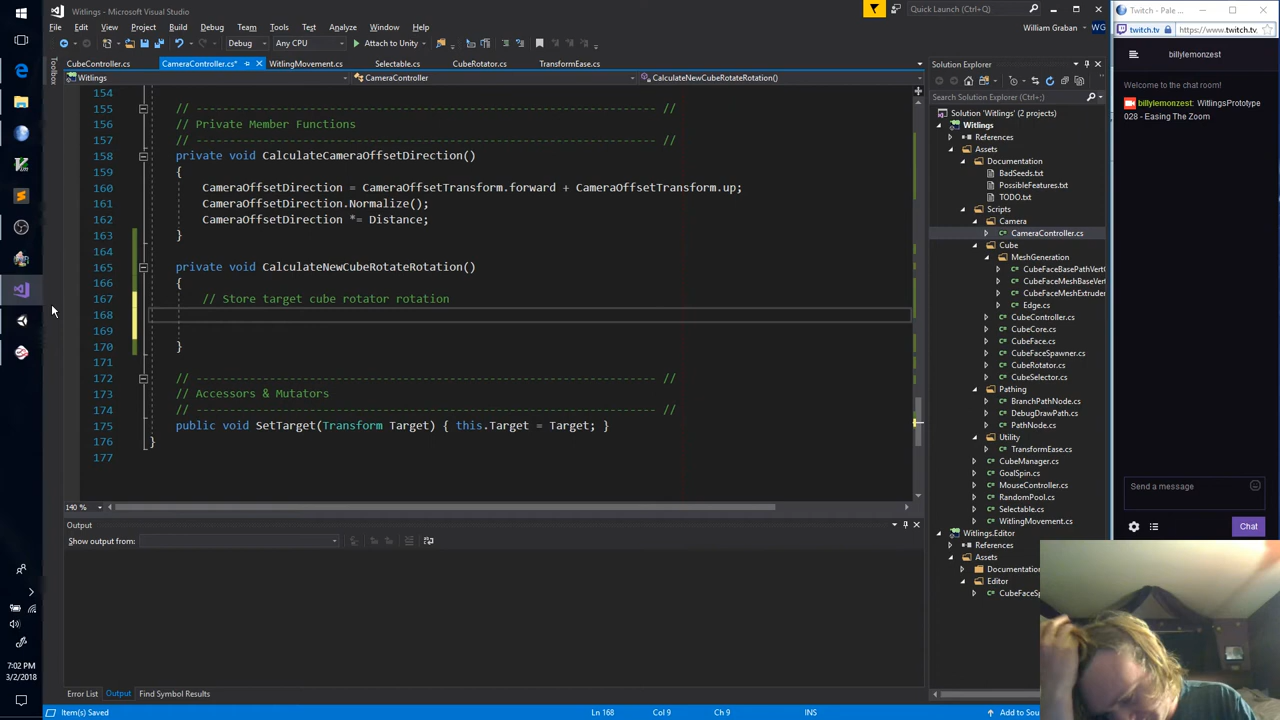 Witlings - Microsoft Visual Studio
Quick Launch (Ctrl+;)
File Edit View Project Build Debug Team Tools Test Analyze Window Help
William Graban WG
Debug Any CPU Attach to Unity
CubeController.cs CameraController.cs* WitlingMovement.cs Selectable.cs CubeRotator.cs TransformEase.cs
Witlings CameraController CalculateNewCubeRotateRotation()
Toolbox
154
155 // ---------------------------------------------------------------------- //
156 // Private Member Functions
157 // ---------------------------------------------------------------------- //
158 private void CalculateCameraOffsetDirection()
159 {
160 CameraOffsetDirection = CameraOffsetTransform.forward + CameraOffsetTransform.up;
161 CameraOffsetDirection.Normalize();
162 CameraOffsetDirection *= Distance;
163 }
164
165 private void CalculateNewCubeRotateRotation()
166 {
167 // Store target cube rotator rotation
168
169
170 }
171
172 // ---------------------------------------------------------------------- //
173 // Accessors & Mutators
174 // ---------------------------------------------------------------------- //
175 public void SetTarget(Transform Target) { this.Target = Target; }
176 }
177
140 %
Output
Show output from:
Error List Output Find Symbol Results
Item(s) Saved Ln 168 Col 9 Ch 9 INS Add to Sou
Solution Explorer
Search Solution Explorer (Ctrl+;)
Solution 'Witlings' (2 projects)
Witlings
References
Assets
Documentation
BadSeeds.txt
PossibleFeatures.txt
TODO.txt
Scripts
Camera
CameraController.cs
Cube
MeshGeneration
CubeFaceBasePathVert
CubeFaceMeshBaseVer
CubeFaceMeshExtruder
Edge.cs
CubeController.cs
CubeCore.cs
CubeFace.cs
CubeFaceSpawner.cs
CubeRotator.cs
CubeSelector.cs
Pathing
BranchPathNode.cs
DebugDrawPath.cs
PathNode.cs
Utility
TransformEase.cs
CubeManager.cs
GoalSpin.cs
MouseController.cs
RandomPool.cs
Selectable.cs
WitlingMovement.cs
Witlings.Editor
References
Assets
Documentatio
Editor
CubeFaceSp
Twitch - Pale ...
twitch.tv https://www.twitch.tv
billylemonzest
Welcome to the chat room!
billylemonzest: WitlingsPrototype
028 - Easing The Zoom
Send a message
Chat
7:02 PM
3/2/2018